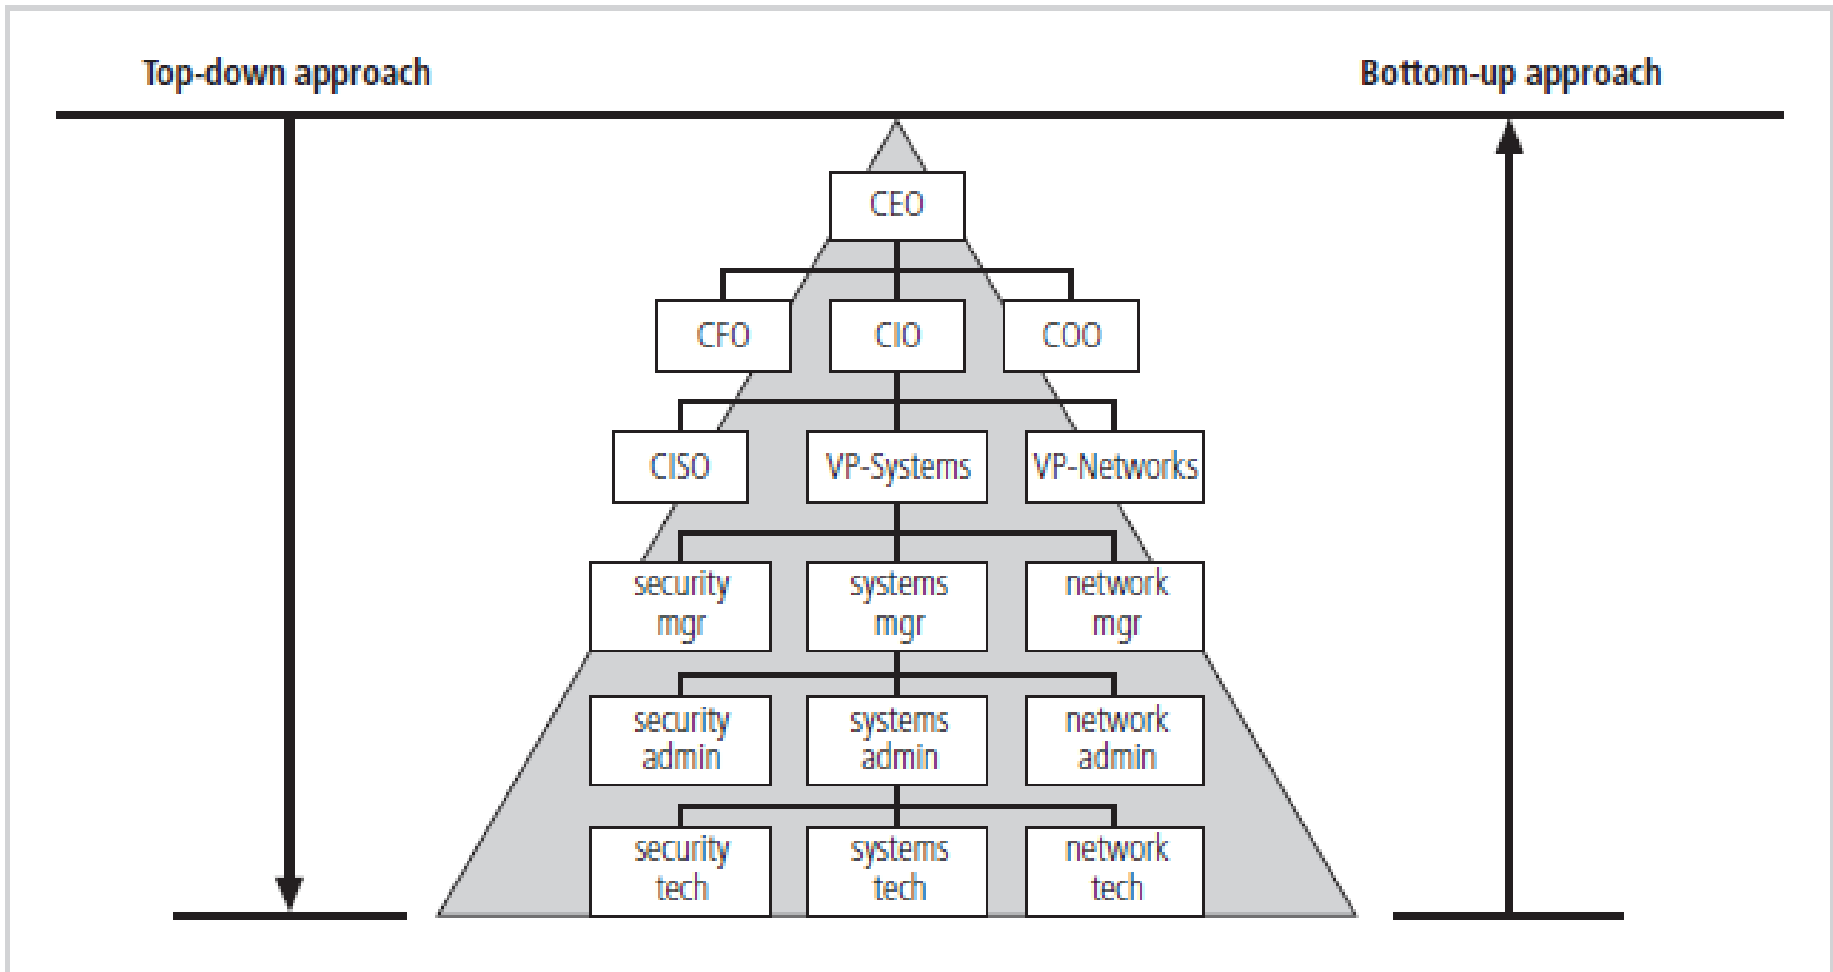 Top-down approach
Bottom-up approach
CEO
CFO
CIO
COO
CISO
VP-Systems
VP-Networks
security
mgr
systems
mgr
network
mgr
security
admin
systems
admin
network
admin
security
tech
systems
tech
network
tech